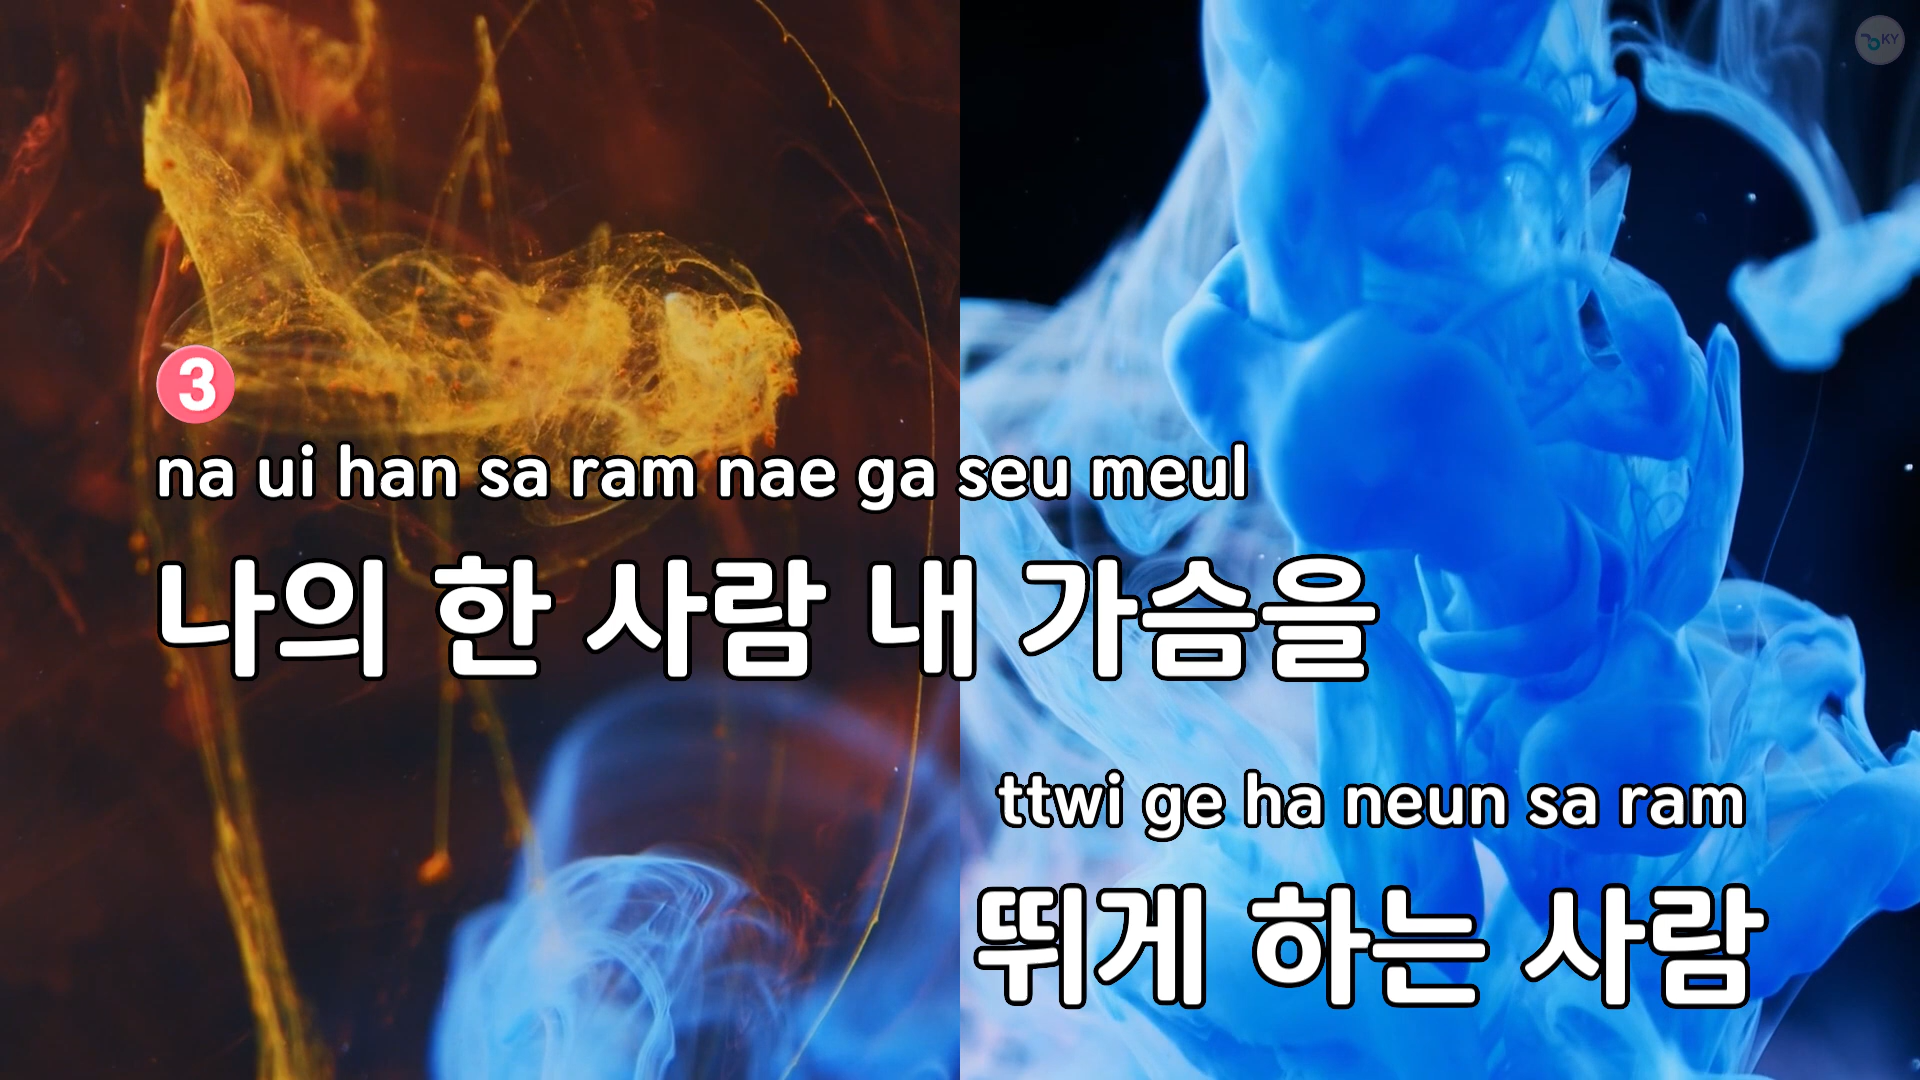 KY
3
na ui han sa ram nae ga seu meul
나의 한 사람 내 가슴을
ttwi ge ha neun sa ram
뛰게 하는 사람